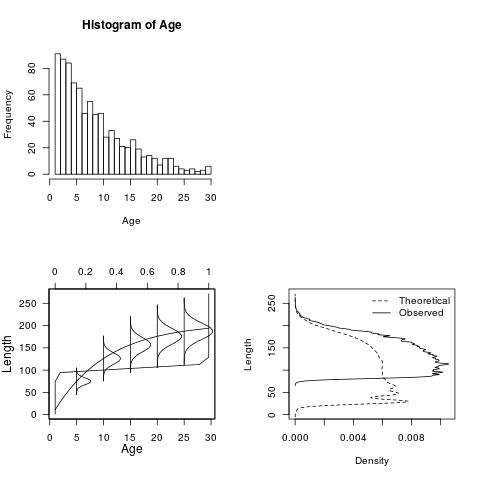 Histogram of Age
Frequency
80
60
40
20
0
0 5 10 15 20 25 30
Age
0 0.2 0.4 0.6 0.8 1
Length
250
200
150
100
50
0
0 5 10 15 20 25 30
Age
Length
250
150
50
0
Theoretical
Observed
0.000 0.004 0.008
Density